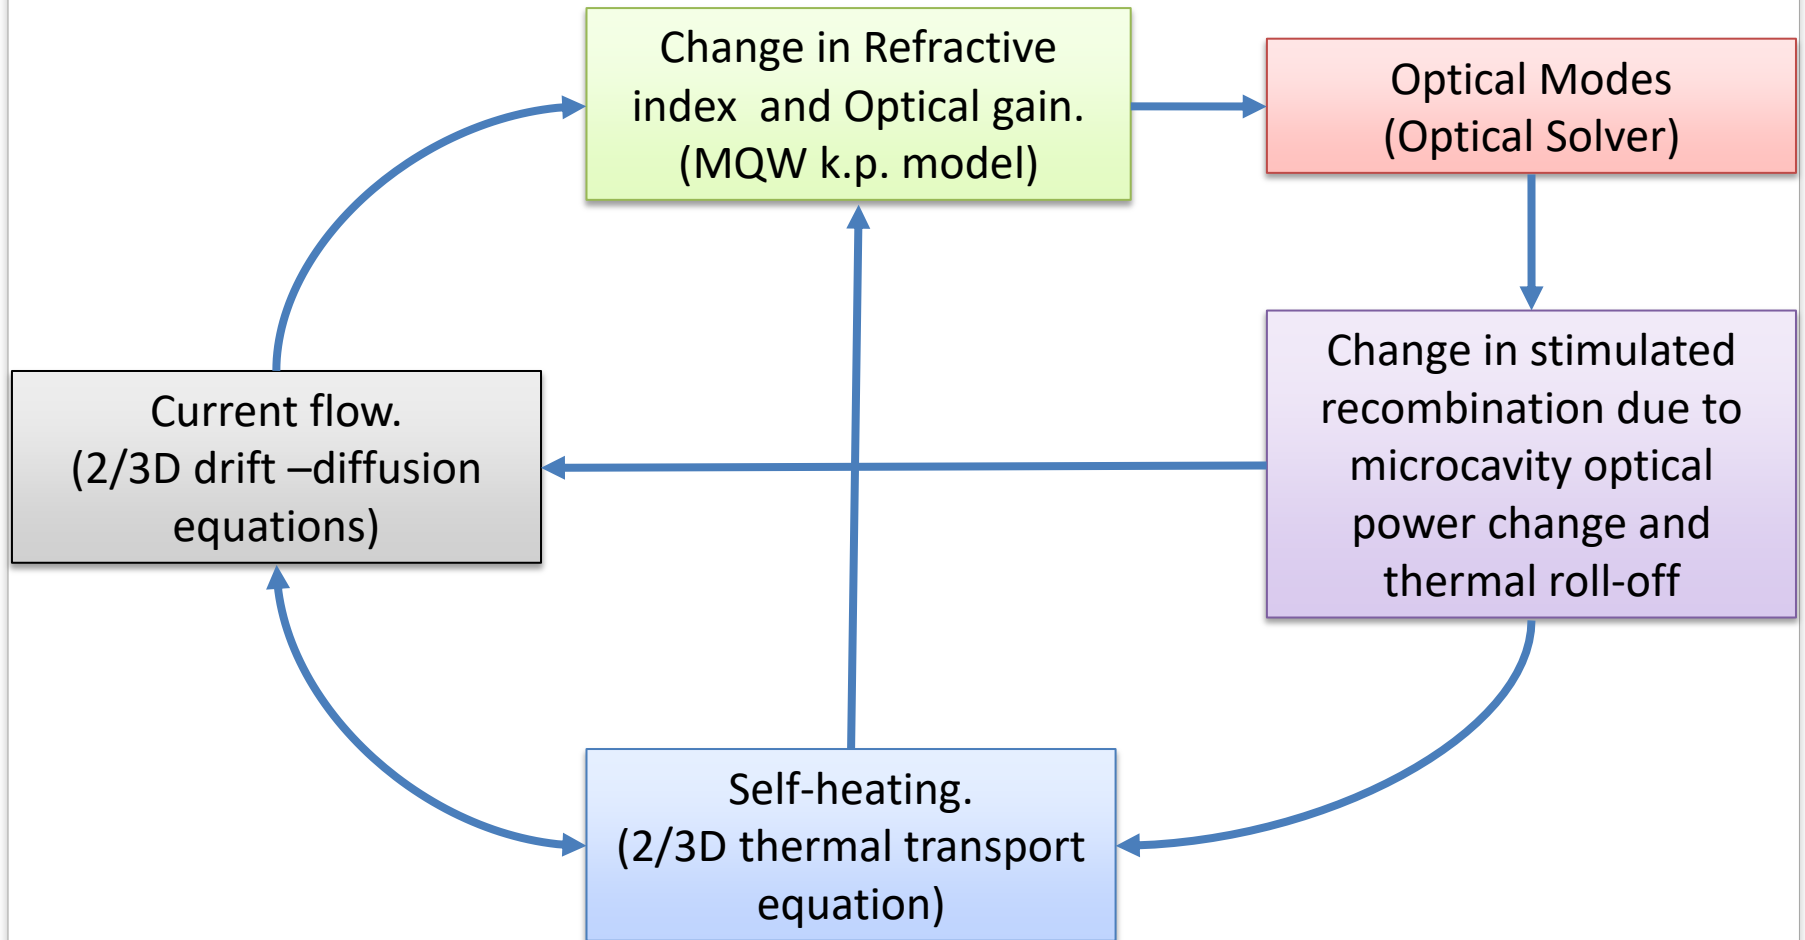 Change in Refractive
index  and Optical gain.
(MQW k.p. model)
Optical Modes
(Optical Solver)
Change in stimulated
recombination due to
microcavity optical
power change and
thermal roll-off
Current flow.
(2/3D drift –diffusion
equations)
Self-heating.
(2/3D thermal transport
equation)